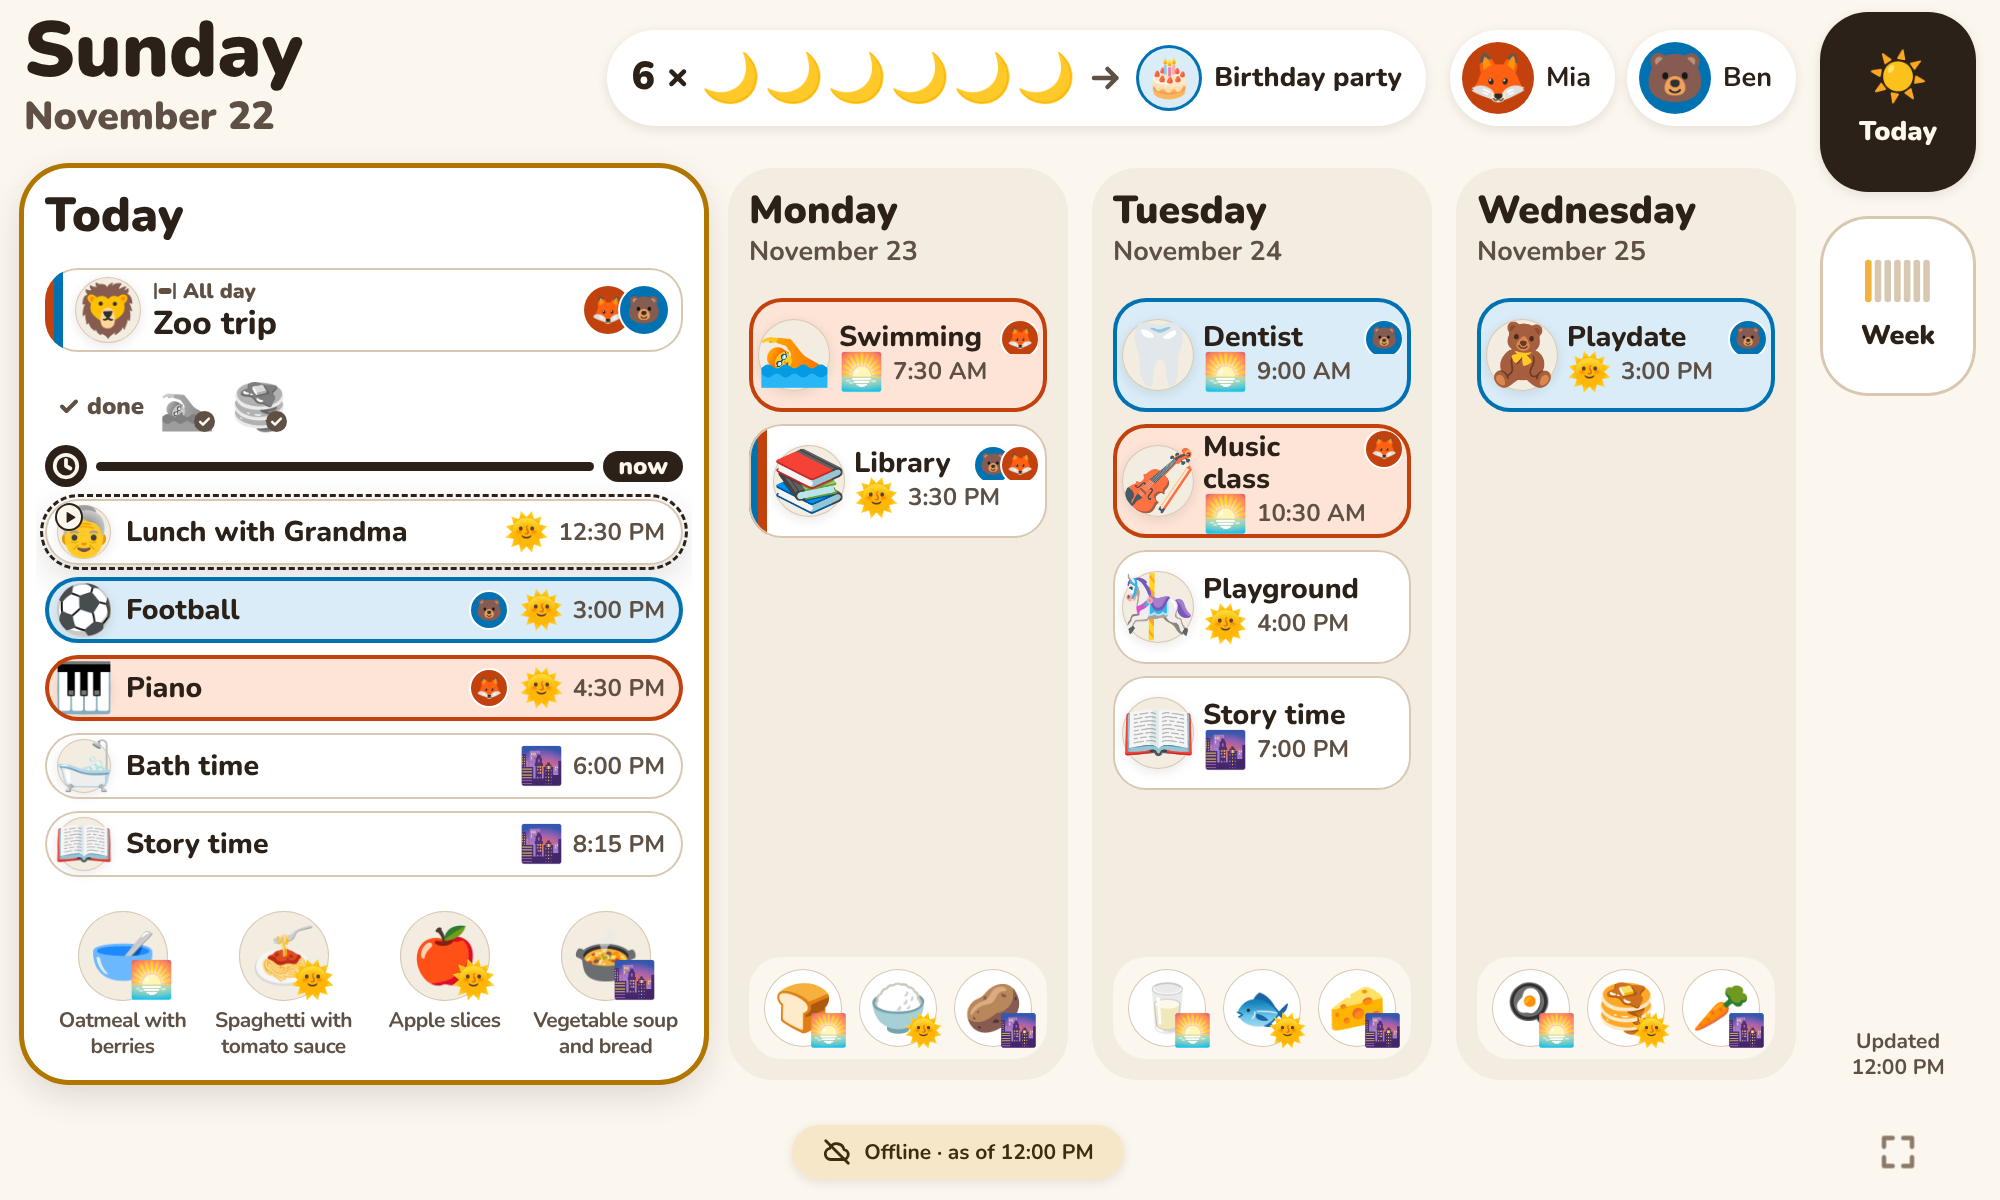 Sunday
November 22
6 × → Birthday party
Mia
Ben
Today
Week
Today
All day
Zoo trip
done
now
Lunch with Grandma 12:30 PM
Football 3:00 PM
Piano 4:30 PM
Bath time 6:00 PM
Story time 8:15 PM
Oatmeal with
berries
Spaghetti with
tomato sauce
Apple slices
Vegetable soup
and bread
Monday
November 23
Swimming
7:30 AM
Library
3:30 PM
Tuesday
November 24
Dentist
9:00 AM
Music
class
10:30 AM
Playground
4:00 PM
Story time
7:00 PM
Wednesday
November 25
Playdate
3:00 PM
Updated
12:00 PM
Offline · as of 12:00 PM